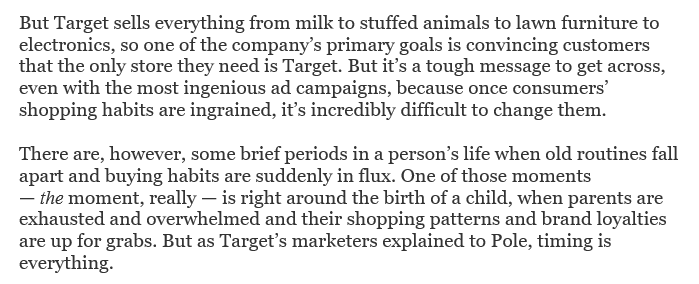 But Target sells everything from milk to stuffed animals to lawn furniture to
electronics, so one of the company’s primary goals is convincing customers
that the only store they need is Target. But it’s a tough message to get across,
even with the most ingenious ad campaigns, because once consumers’
shopping habits are ingrained, it’s incredibly difficult to change them.
There are, however, some brief periods in a person’s life when old routines fall
apart and buying habits are suddenly in flux. One of those moments
— the moment, really — is right around the birth of a child, when parents are
exhausted and overwhelmed and their shopping patterns and brand loyalties
are up for grabs. But as Target’s marketers explained to Pole, timing is
everything.